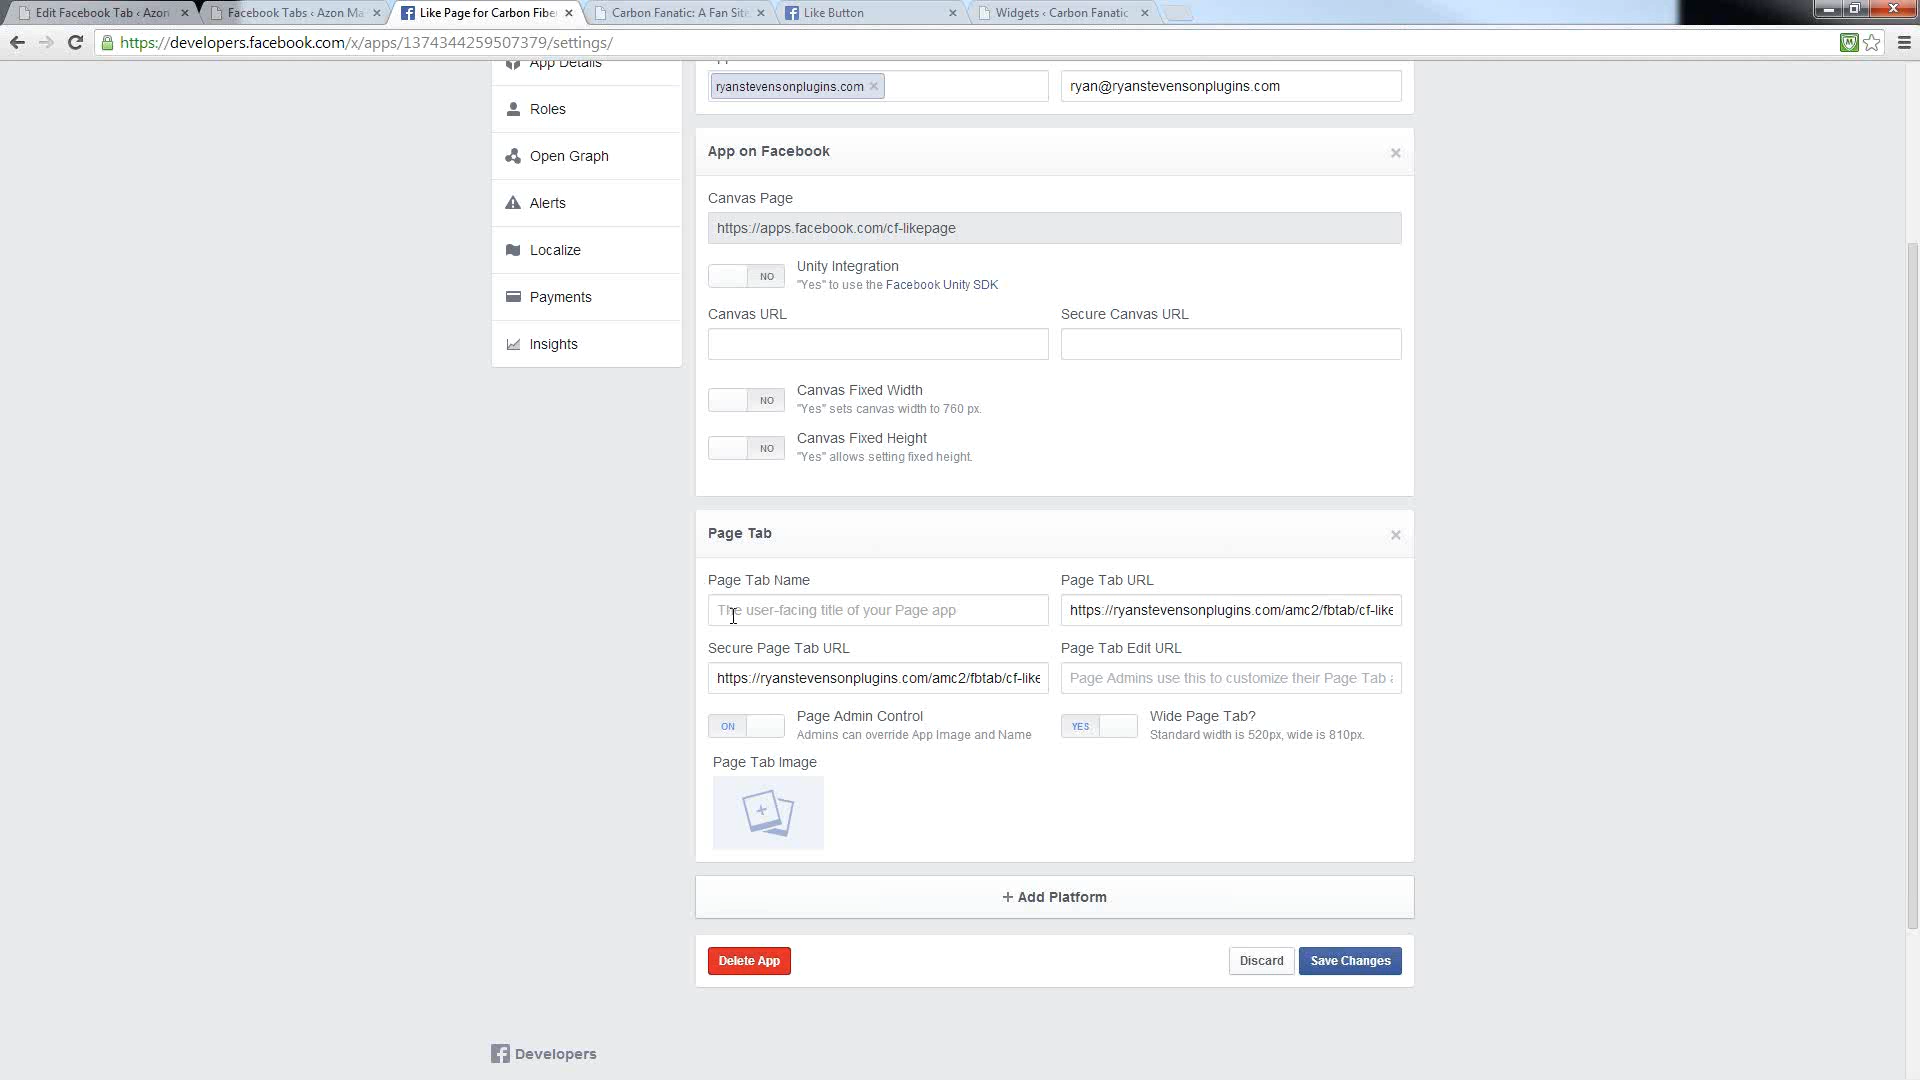 Edit Facebook Tab ‹ Azon
Facebook Tabs ‹ Azon Ma
Like Page for Carbon Fibe
Carbon Fanatic: A Fan Site
Like Button
Widgets ‹ Carbon Fanatic
https://developers.facebook.com/x/apps/1374344259507379/settings/
App Details
Roles
Open Graph
Alerts
Localize
Payments
Insights
ryanstevensonplugins.com
ryan@ryanstevensonplugins.com
App on Facebook
Canvas Page
https://apps.facebook.com/cf-likepage
NO
Unity Integration
"Yes" to use the Facebook Unity SDK
Canvas URL
Secure Canvas URL
NO
Canvas Fixed Width
"Yes" sets canvas width to 760 px.
NO
Canvas Fixed Height
"Yes" allows setting fixed height.
Page Tab
Page Tab Name
Page Tab URL
The user-facing title of your Page app
https://ryanstevensonplugins.com/amc2/fbtab/cf-like
Secure Page Tab URL
Page Tab Edit URL
https://ryanstevensonplugins.com/amc2/fbtab/cf-like
Page Admins use this to customize their Page Tab a
ON
Page Admin Control
Admins can override App Image and Name
YES
Wide Page Tab?
Standard width is 520px, wide is 810px.
Page Tab Image
+ Add Platform
Delete App
Discard
Save Changes
Developers